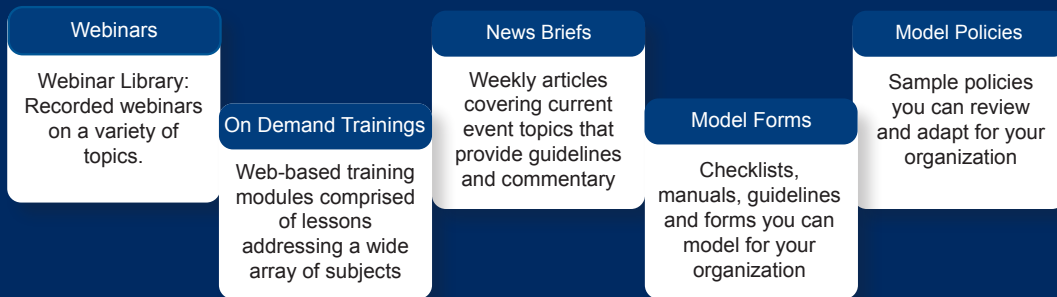 Webinars
Webinar Library:
Recorded webinars
on a variety of
topics.
On Demand Trainings
Web-based training
modules comprised
of lessons
addressing a wide
array of subjects
News Briefs
Weekly articles
covering current
event topics that
provide guidelines
and commentary
Model Forms
Checklists,
manuals, guidelines
and forms you can
model for your
organization
Model Policies
Sample policies
you can review
and adapt for your
organization